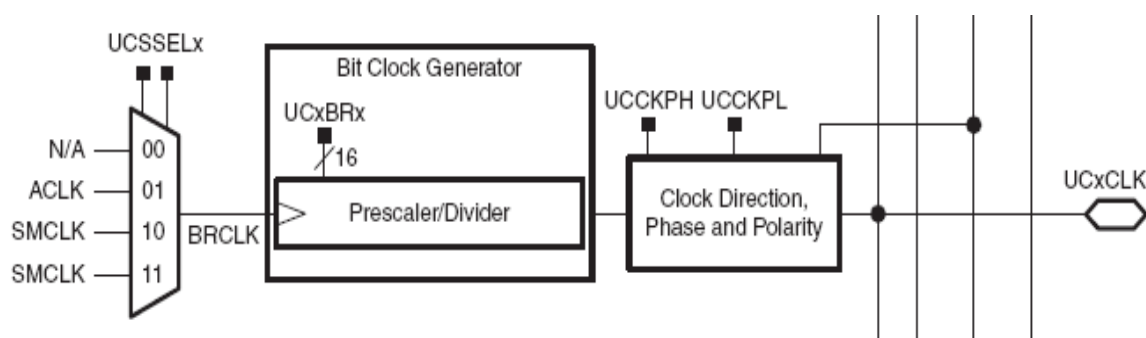 UCSSELx
Bit Clock Generator
UCxBRx
16
UCCKPH UCCKPL
N/A 00
ACLK 01
SMCLK 10
SMCLK 11
BRCLK
Prescaler/Divider
Clock Direction,
Phase and Polarity
UCxCLK